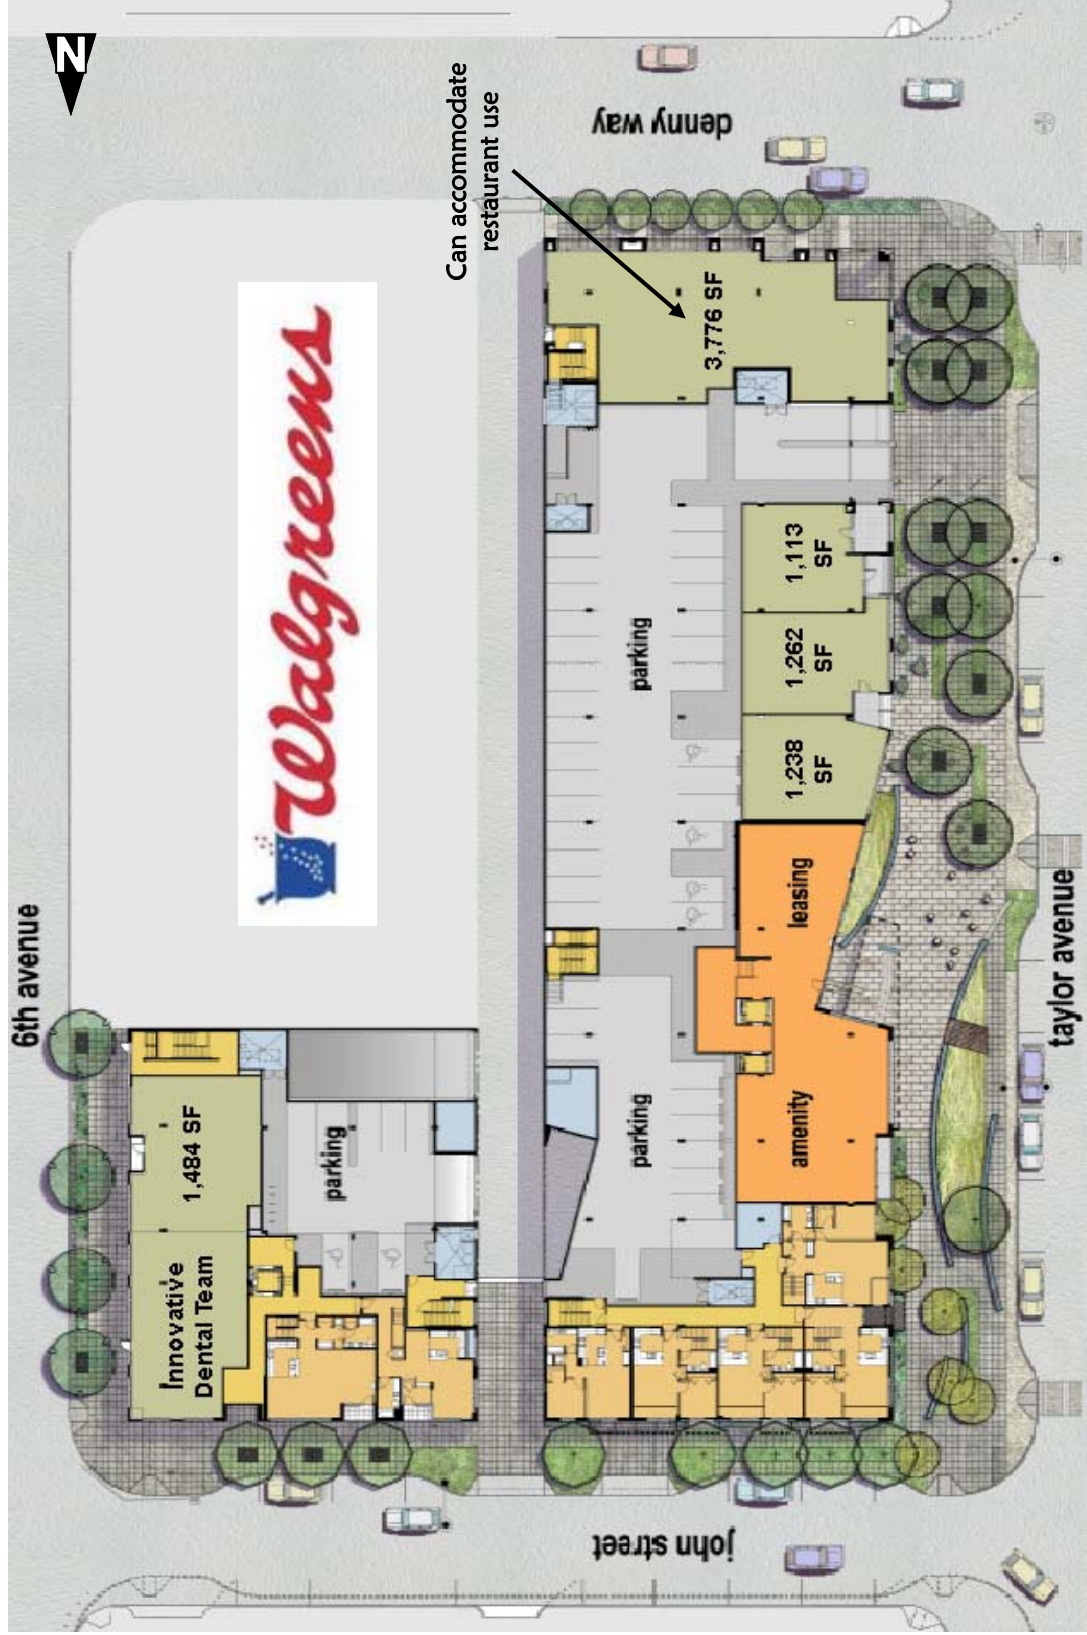 N
denny way
Can accommodate
restaurant use
3,776 SF
Walgreens
1,113
SF
parking
1,262
SF
1,238
SF
leasing
6th avenue
taylor avenue
1,484 SF
parking
parking
amenity
Innovative
Dental Team
john street